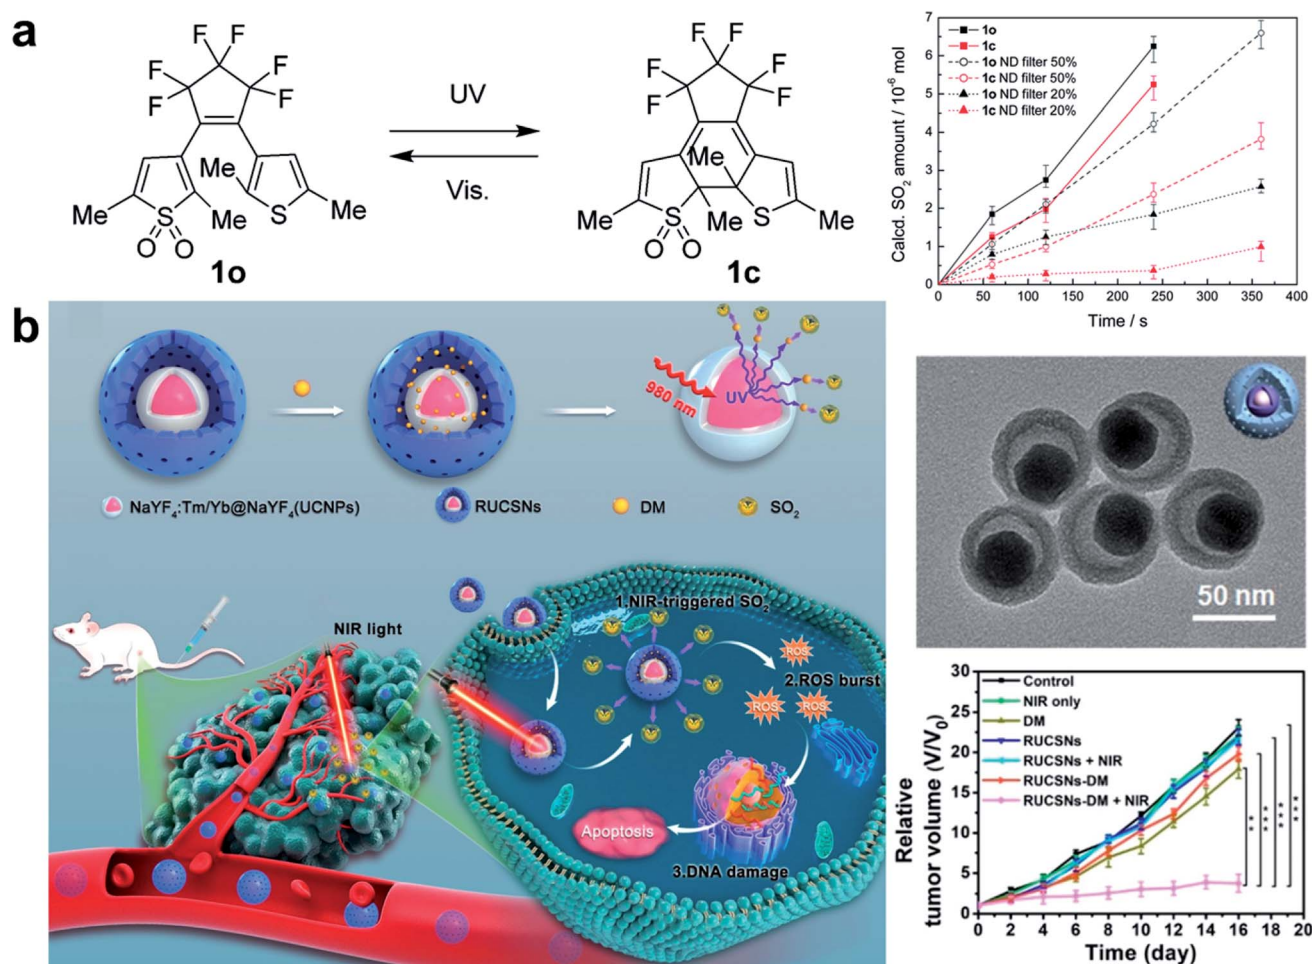 a
F F
F F
F F
Me
Me
Me
S
S
Me
O O
1o
UV
Vis.
F F
F F
F F
Me
Me
Me
S
S
Me
O O
1c
Calcd. SO2 amount / 10-6 mol
7
6
5
4
3
2
1
0
1o
1c
1o ND filter 50%
1c ND filter 50%
1o ND filter 20%
1c ND filter 20%
0 50 100 150 200 250 300 350 400
Time / s
b
980 nm
UV
NaYF4:Tm/Yb@NaYF4(UCNPs)
RUCSNs
DM
SO2
NIR light
1.NIR-triggered SO2
ROS
2.ROS burst
ROS
ROS
Apoptosis
3.DNA damage
50 nm
Relative
tumor volume (V/V0)
30
25
20
15
10
5
0
Control
NIR only
DM
RUCSNs
RUCSNs + NIR
RUCSNs-DM
RUCSNs-DM + NIR
**
***
***
***
0 2 4 6 8 10 12 14 16 18 20
Time (day)